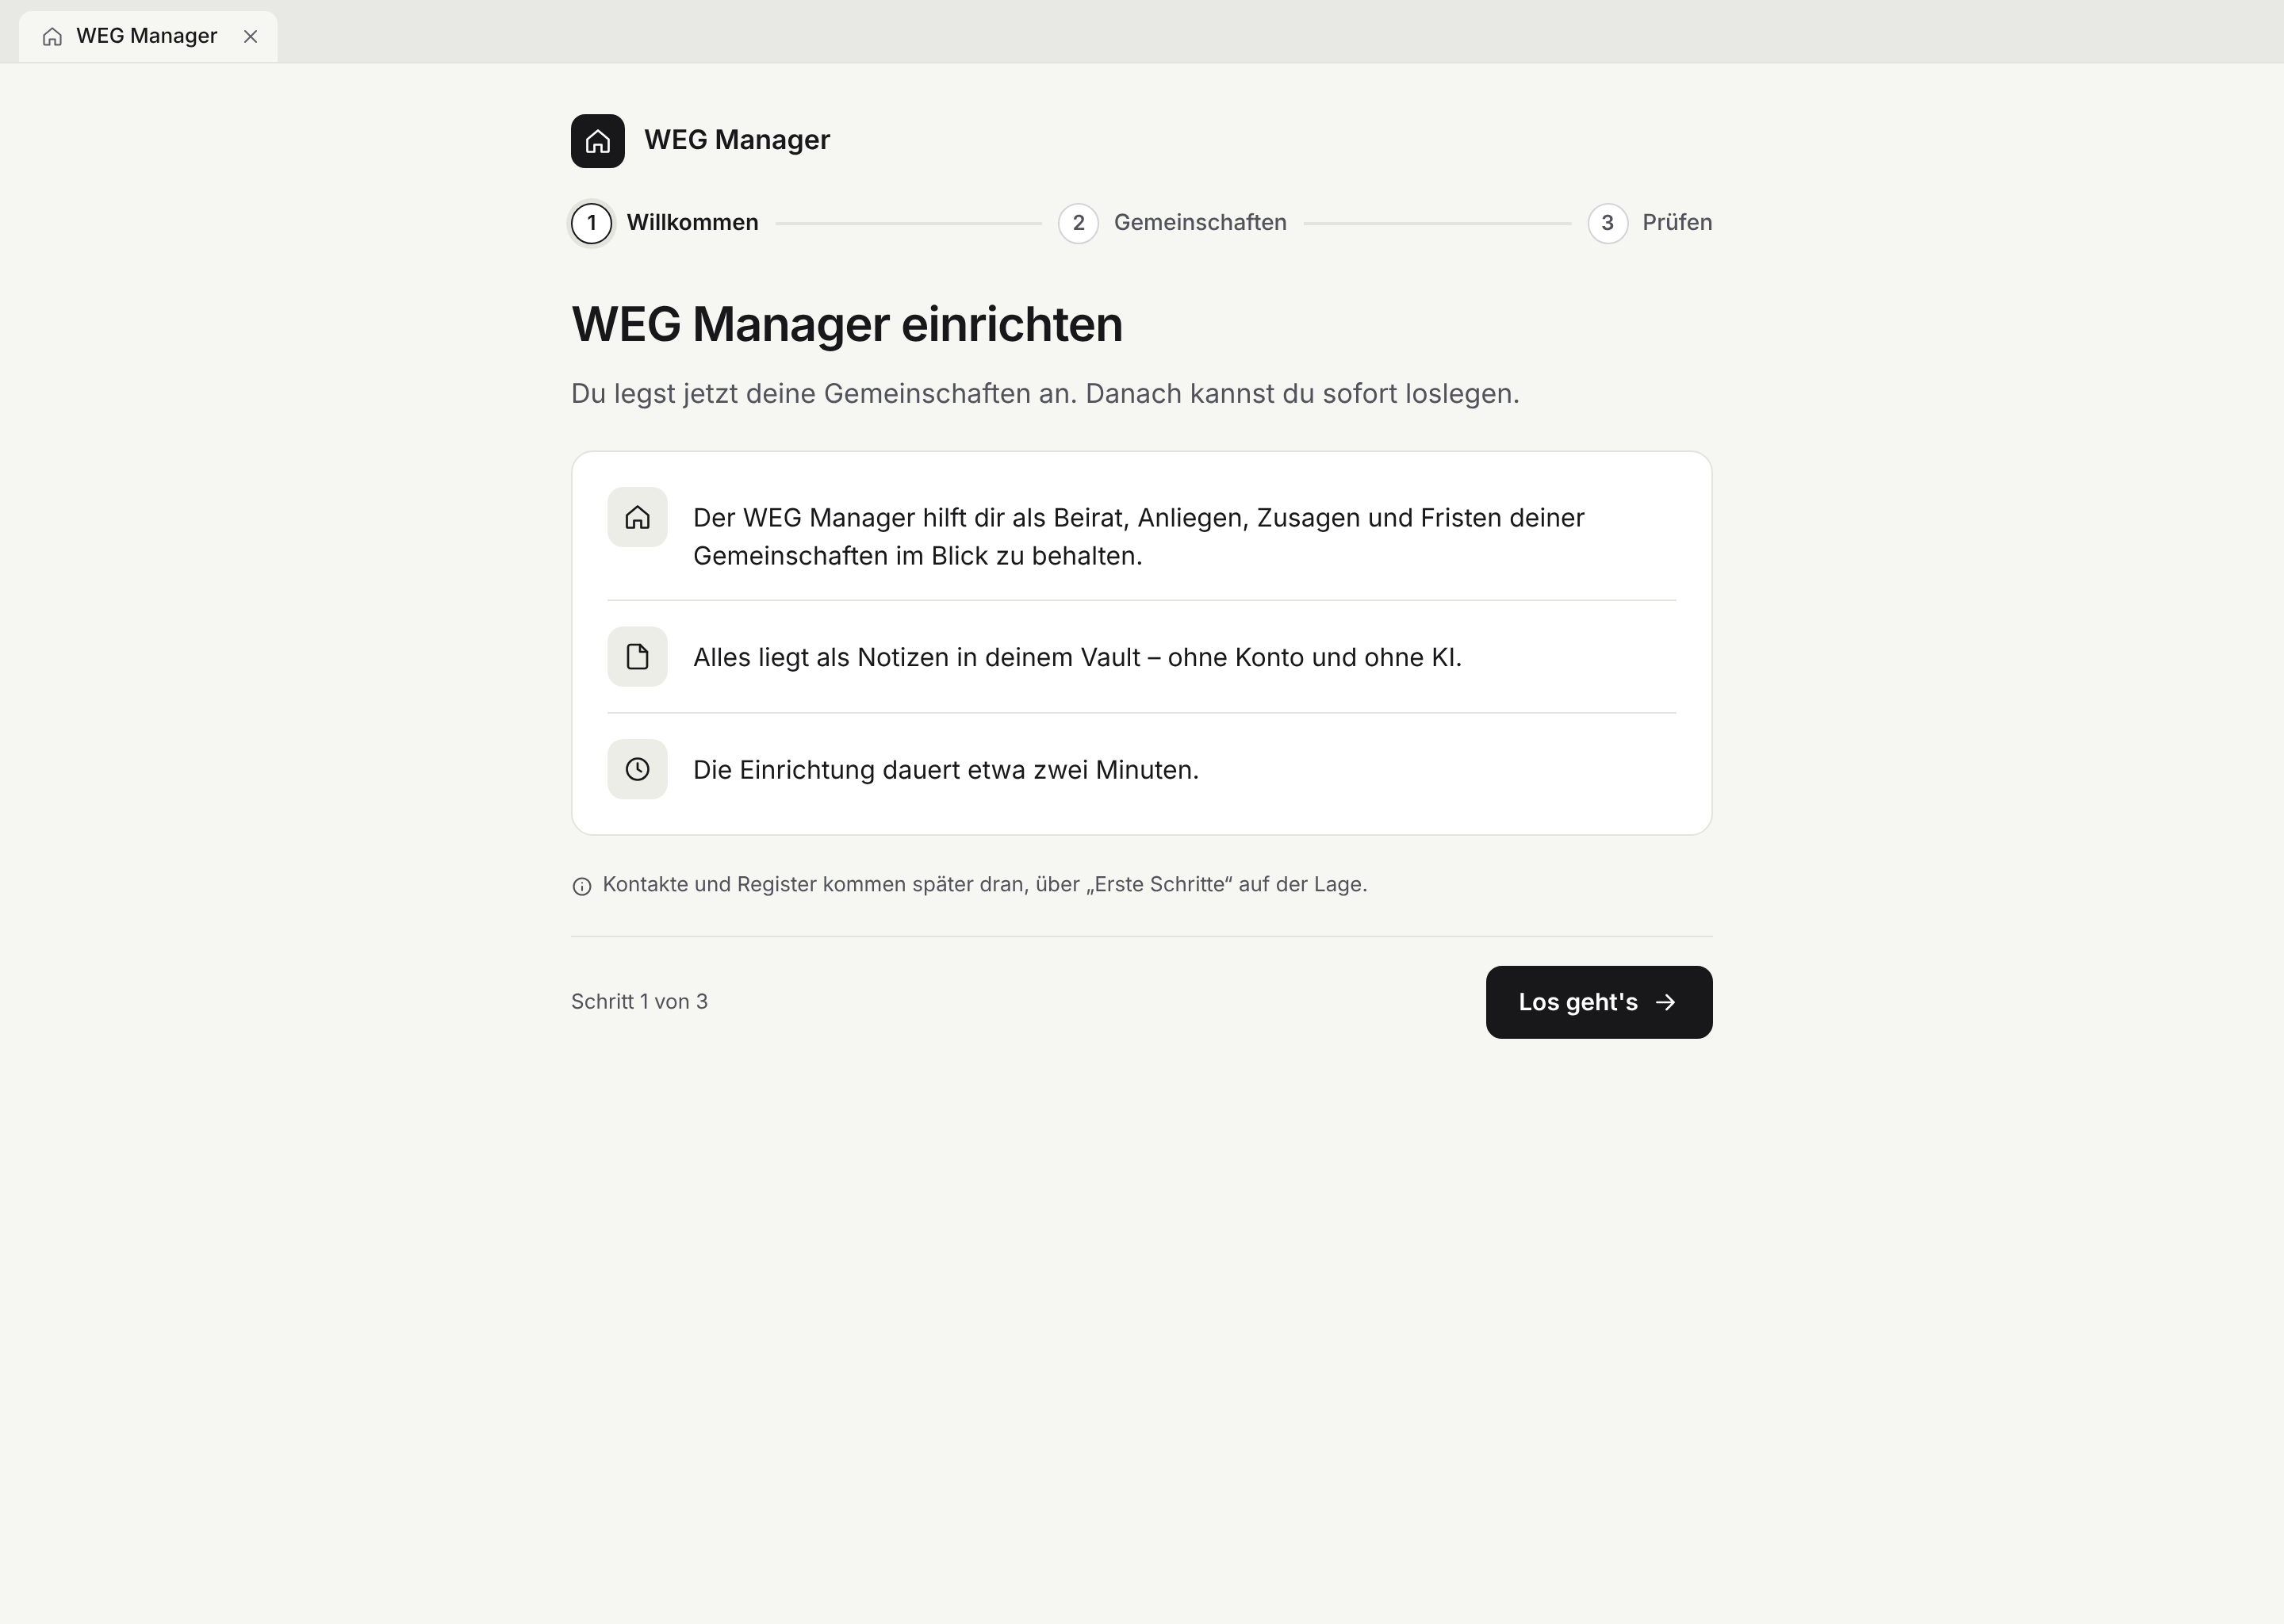 WEG Manager
WEG Manager
1 Willkommen 2 Gemeinschaften 3 Prüfen
WEG Manager einrichten
Du legst jetzt deine Gemeinschaften an. Danach kannst du sofort loslegen.
Der WEG Manager hilft dir als Beirat, Anliegen, Zusagen und Fristen deiner
Gemeinschaften im Blick zu behalten.
Alles liegt als Notizen in deinem Vault – ohne Konto und ohne KI.
Die Einrichtung dauert etwa zwei Minuten.
Kontakte und Register kommen später dran, über „Erste Schritte“ auf der Lage.
Schritt 1 von 3
Los geht's